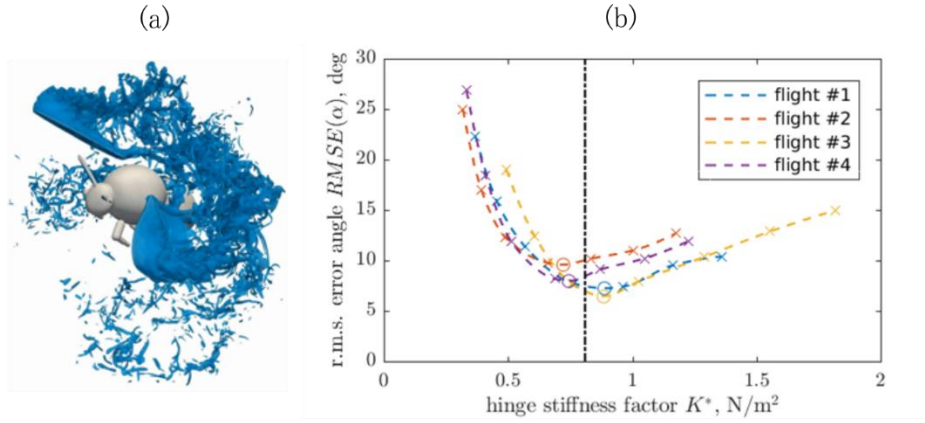 (a)
(b)
r.m.s. error angle RMSE(α), deg
30
25
20
15
10
5
0
flight #1
flight #2
flight #3
flight #4
0 0.5 1 1.5 2
hinge stiffness factor K*, N/m²